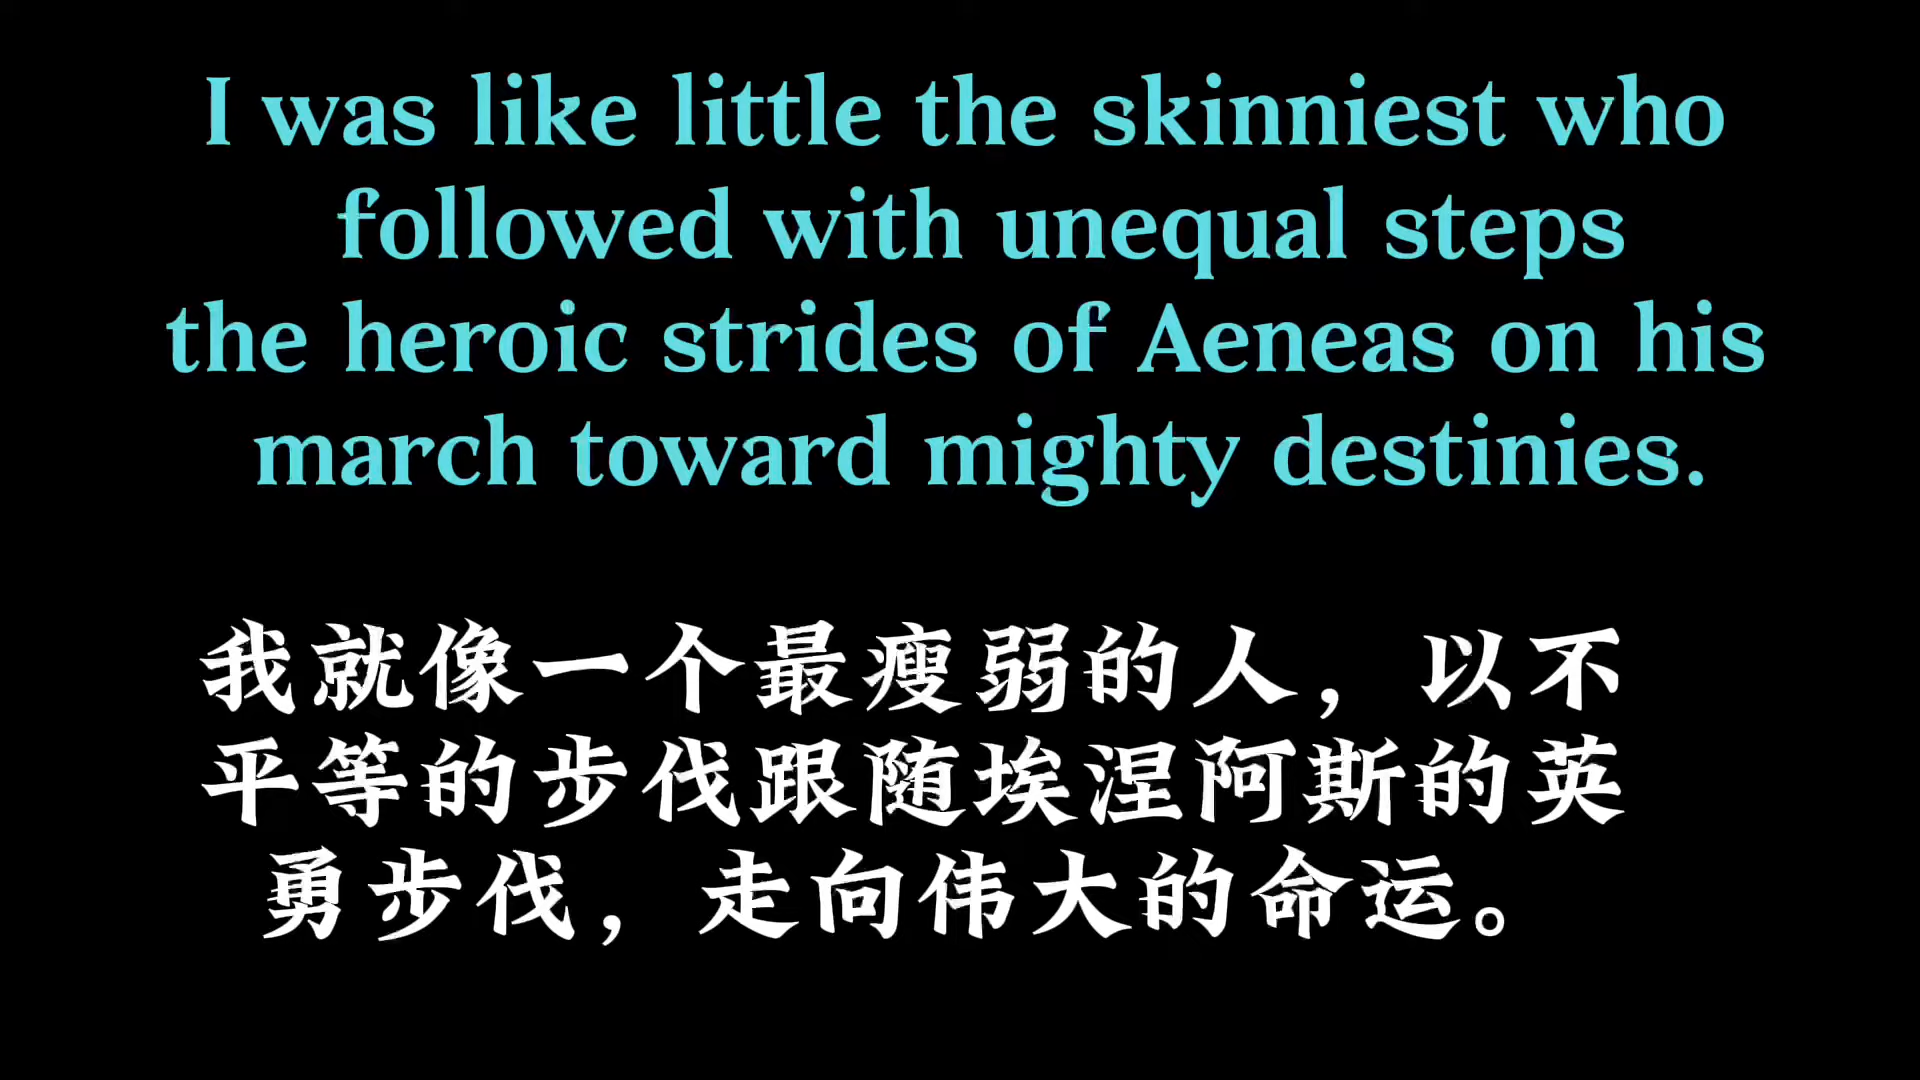 I was like little the skinniest who
followed with unequal steps
the heroic strides of Aeneas on his
march toward mighty destinies.
我就像一个最瘦弱的人，以不
平等的步伐跟随埃涅阿斯的英
勇步伐，走向伟大的命运。